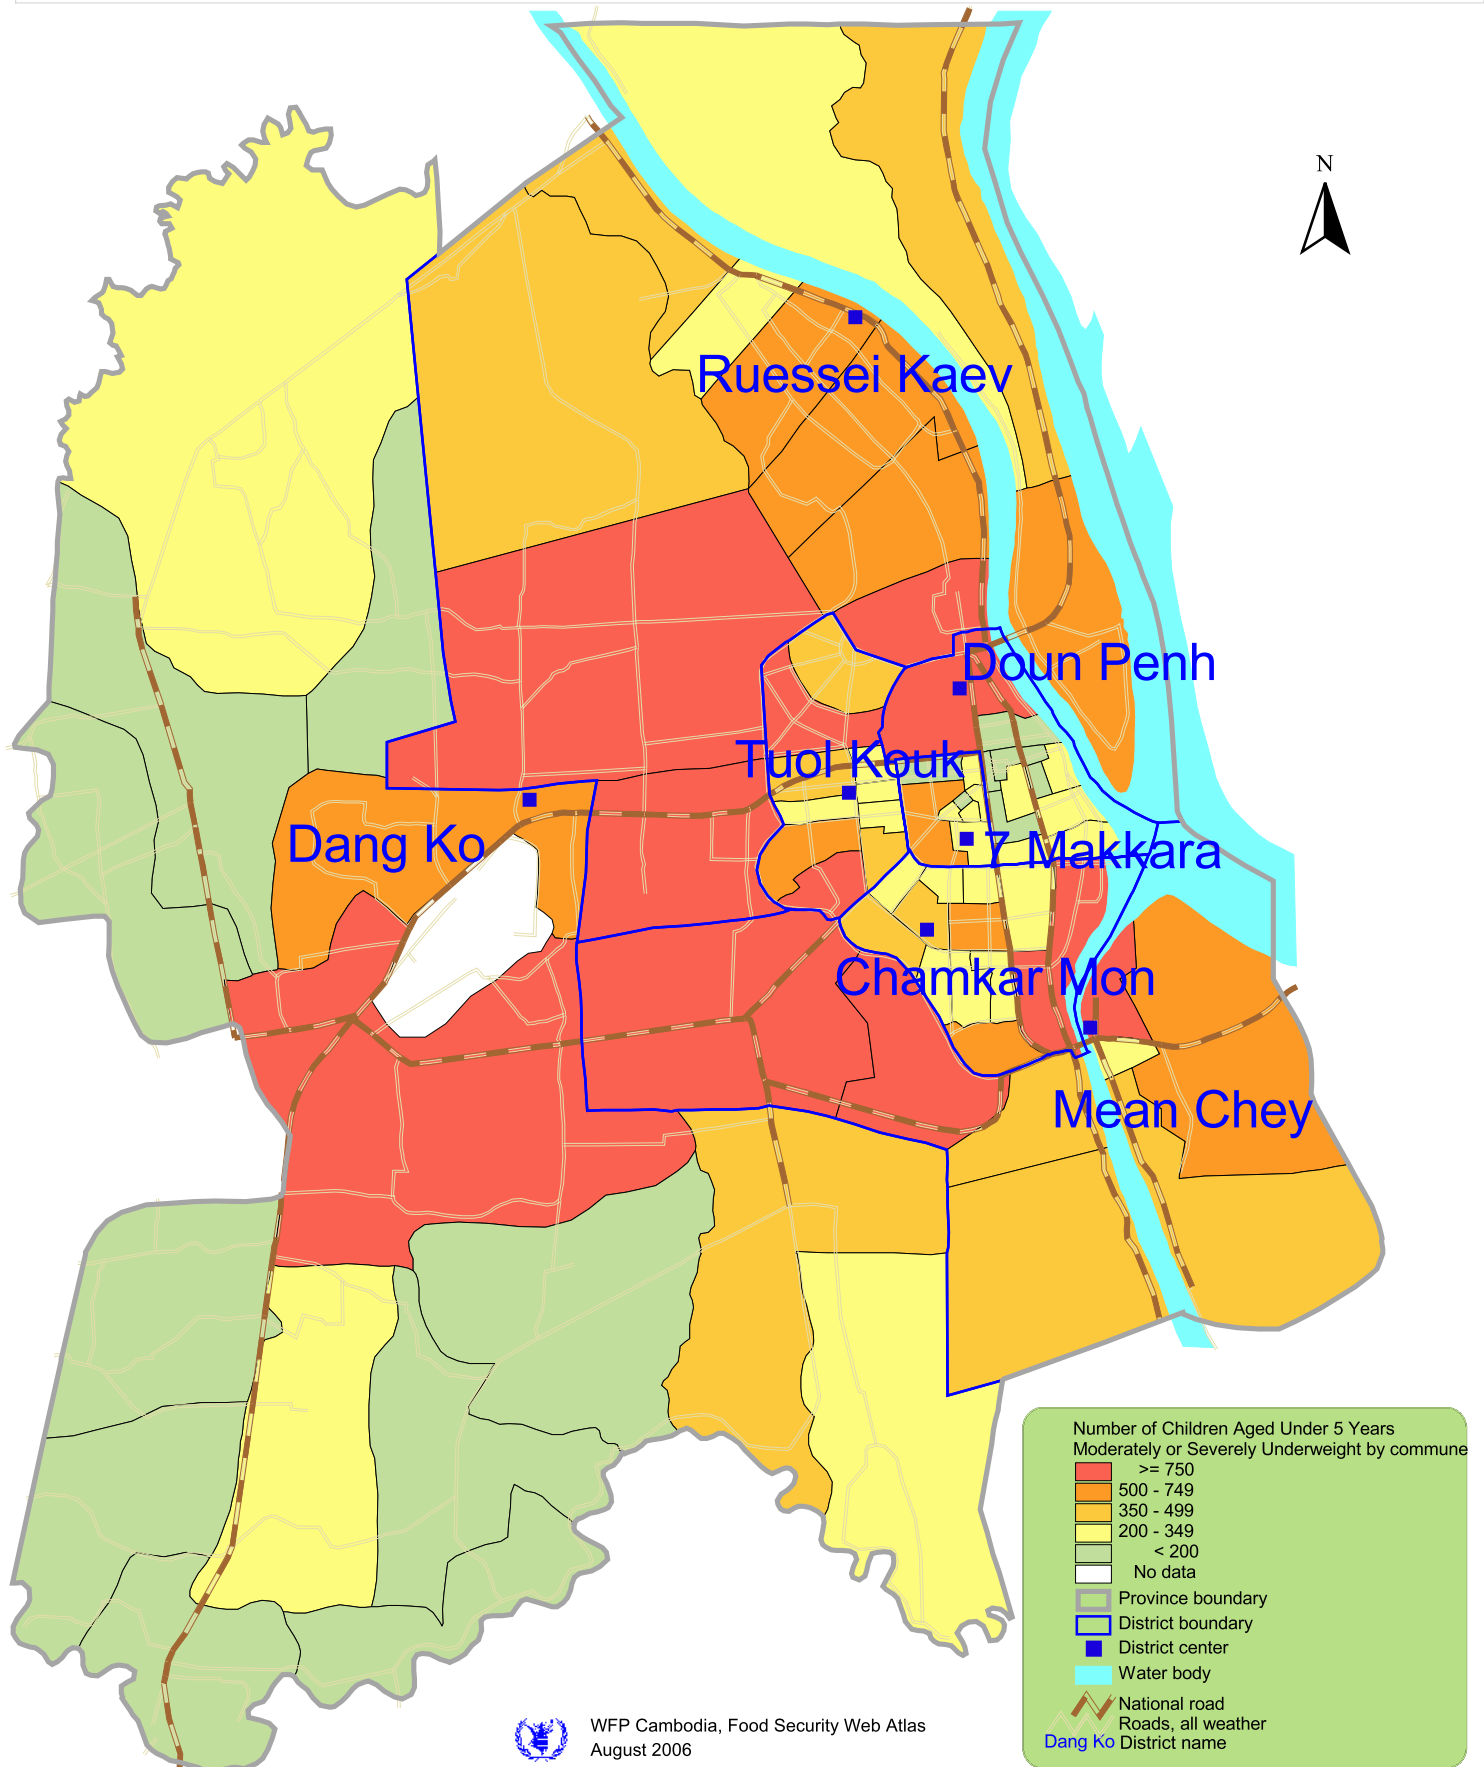 N
Ruessei Kaev
Doun Penh
Tuol Kouk
Dang Ko
7 Makkara
Chamkar Mon
Mean Chey
Number of Children Aged Under 5 Years
Moderately or Severely Underweight by commune
>= 750
500 - 749
350 - 499
200 - 349
< 200
No data
Province boundary
District boundary
District center
Water body
National road
Roads, all weather
Dang Ko District name
WFP Cambodia, Food Security Web Atlas
August 2006